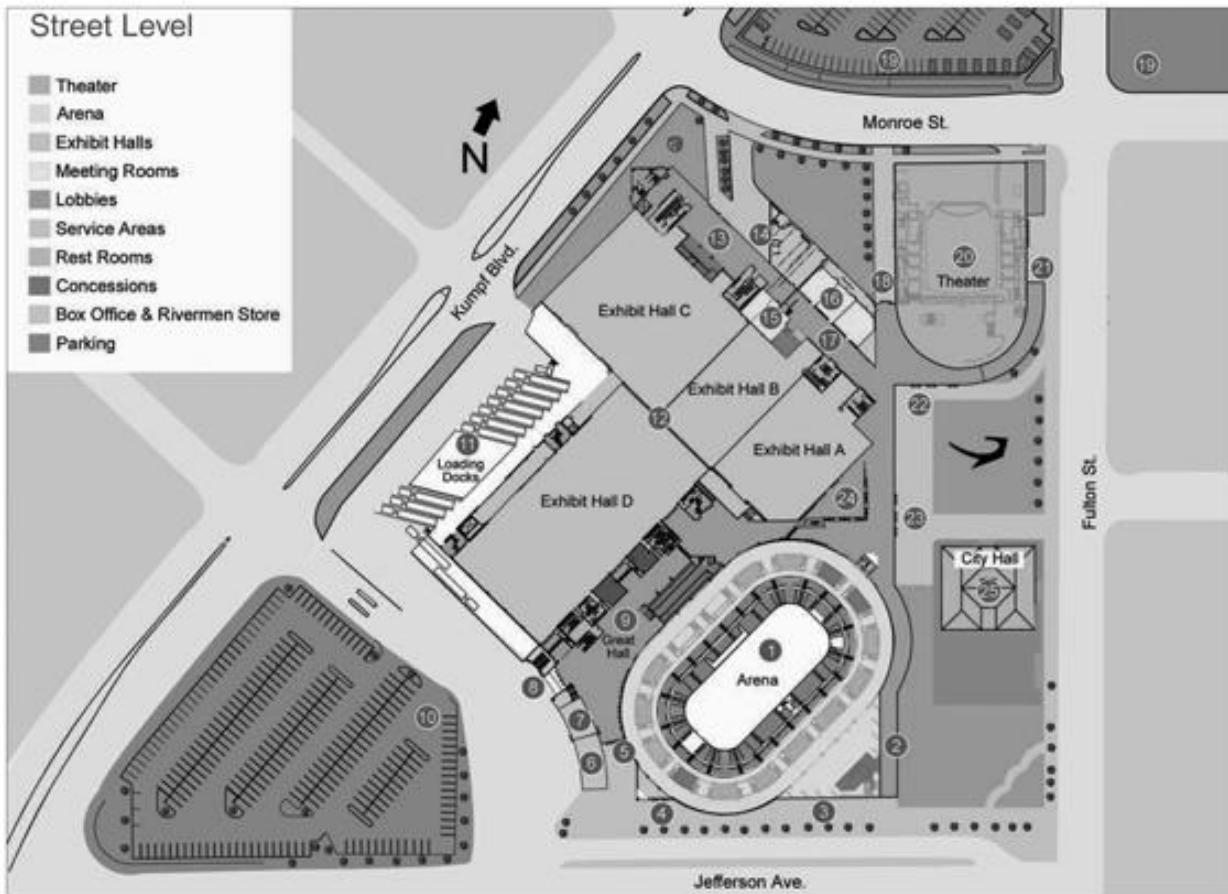 Street Level
Theater
Arena
Exhibit Halls
Meeting Rooms
Lobbies
Service Areas
Rest Rooms
Concessions
Box Office & Rivermen Store
Parking
N
19
19
Monroe St.
Kumpf Blvd.
13
14
20
Theater
21
18
16
15
17
Exhibit Hall C
Exhibit Hall B
12
22
11
Loading
Docks
Exhibit Hall A
Exhibit Hall D
24
23
Fulton St.
City Hall
25
9
Great
Hall
1
Arena
8
7
10
5
6
2
4
3
Jefferson Ave.